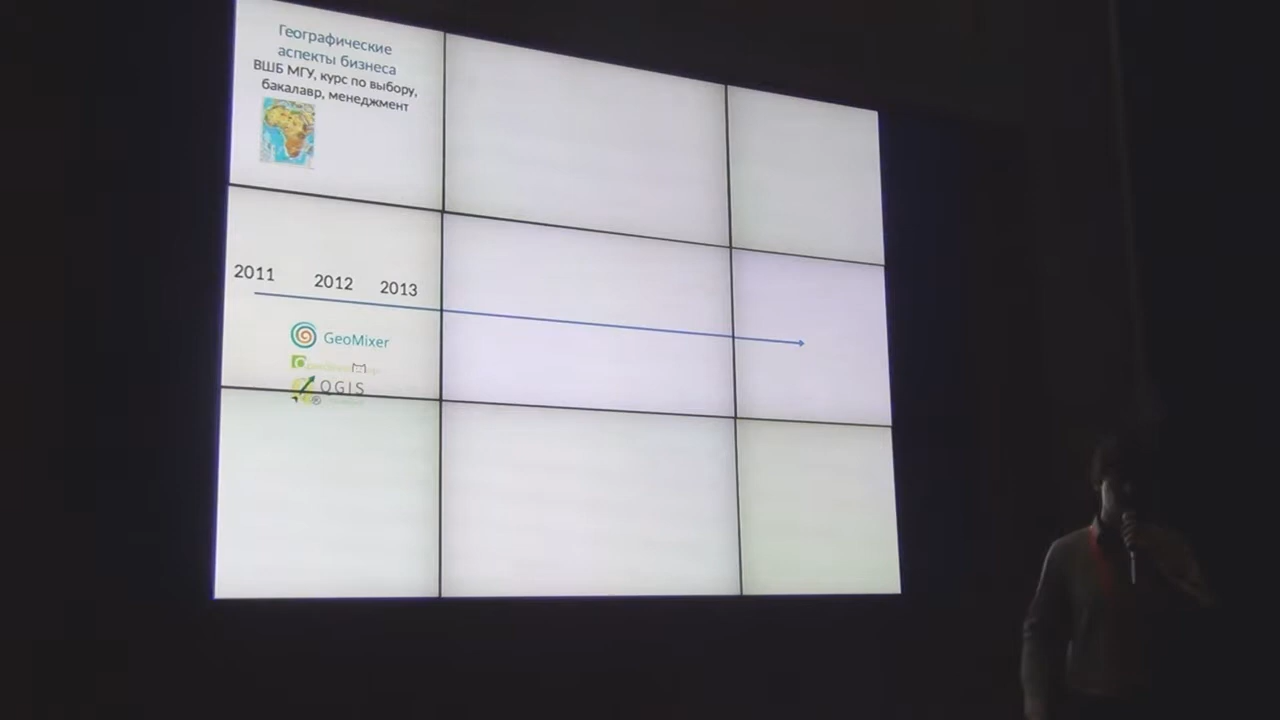 Географические
аспекты бизнеса
ВШБ МГУ, курс по выбору,
бакалавр, менеджмент
2011 2012 2013
GeoMixer
QGIS